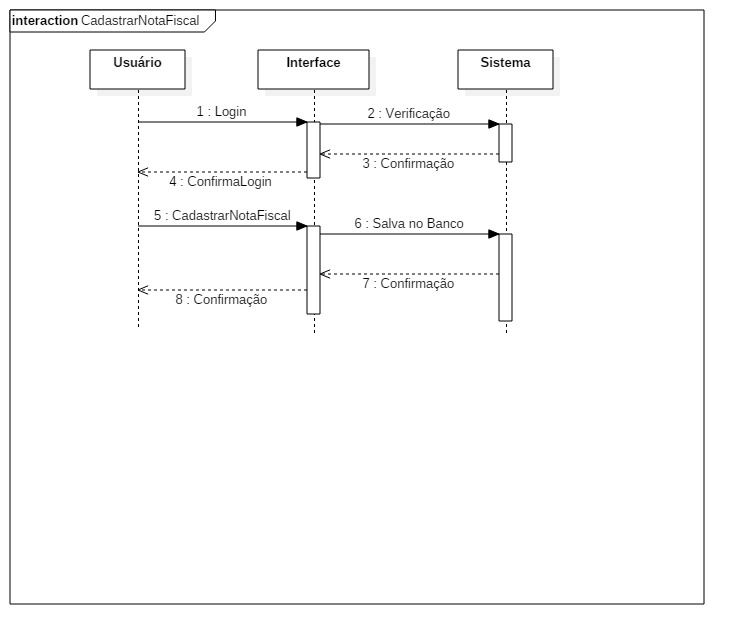 interaction CadastrarNotaFiscal
Usuário
Interface
Sistema
1 : Login
2 : Verificação
3 : Confirmação
4 : ConfirmaLogin
5 : CadastrarNotaFiscal
6 : Salva no Banco
7 : Confirmação
8 : Confirmação